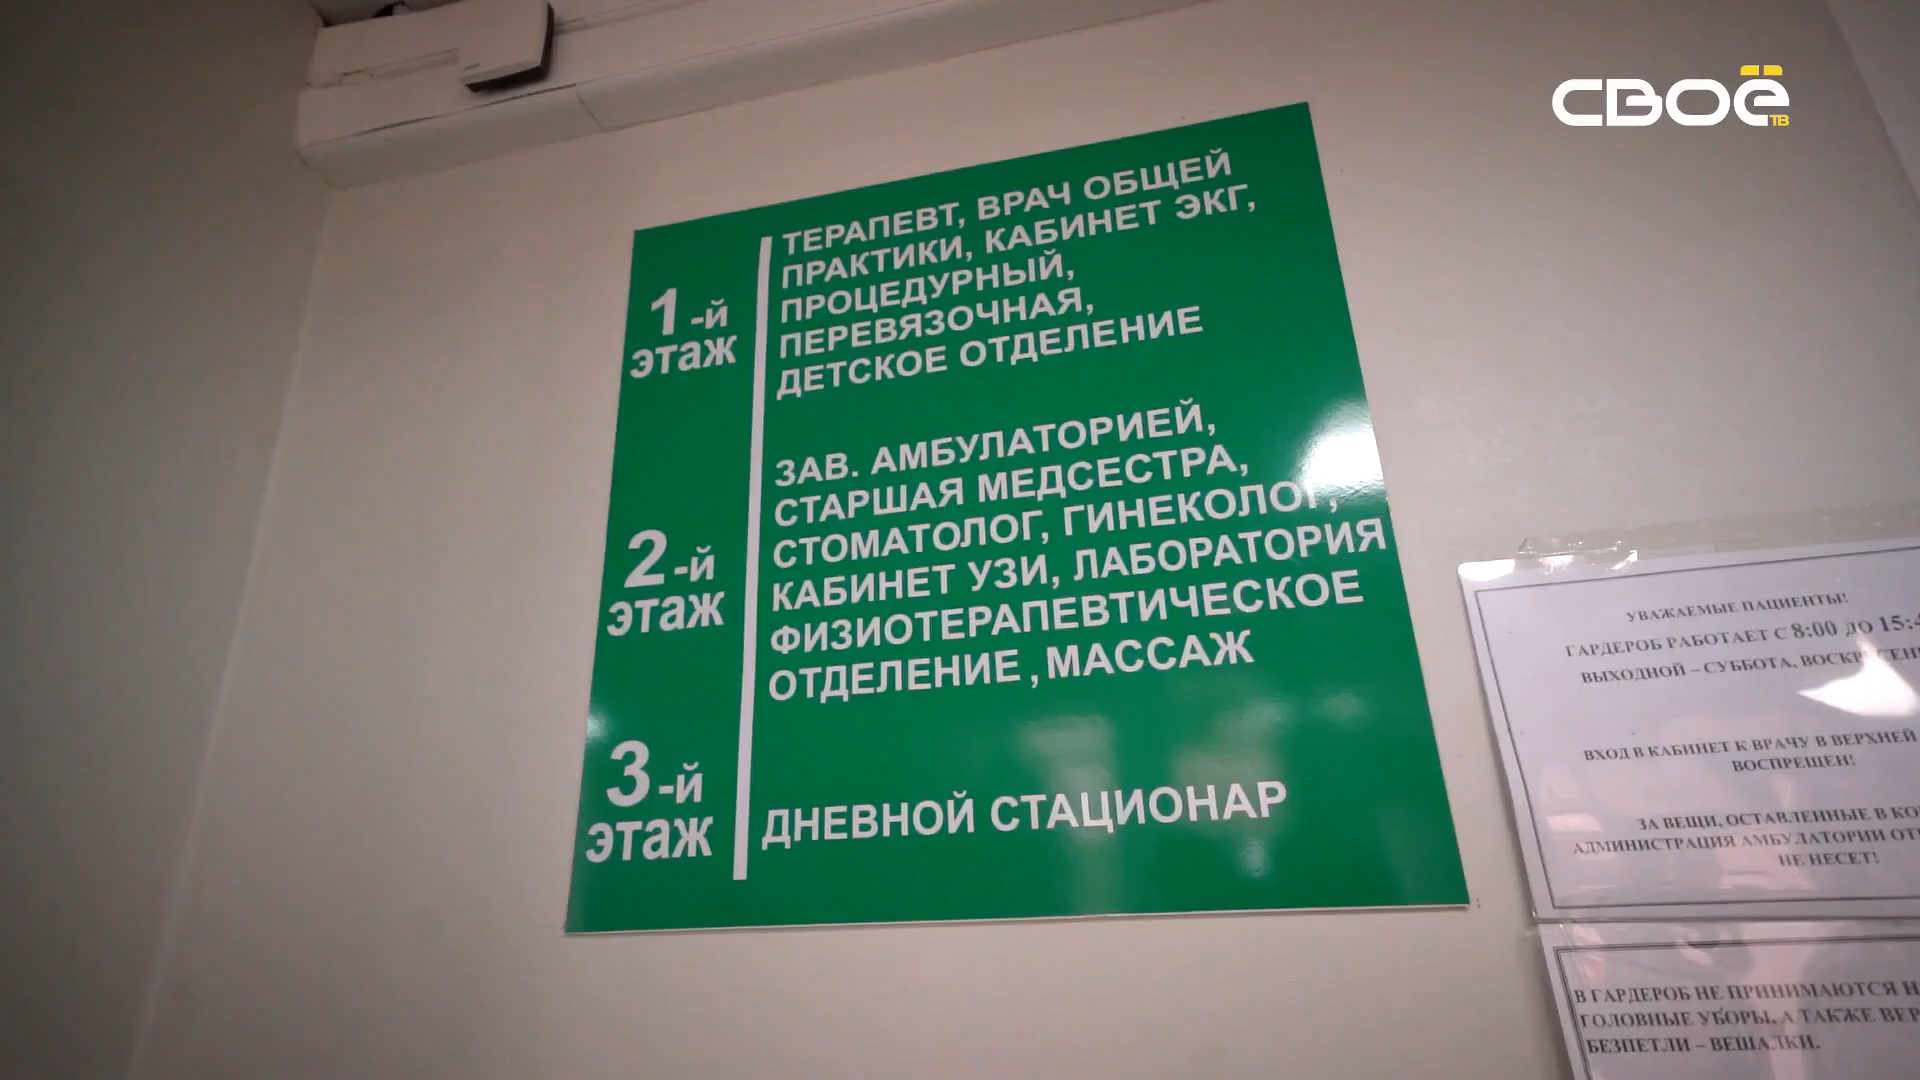 СВОЁ
ТВ
1-й
этаж
ТЕРАПЕВТ, ВРАЧ ОБЩЕЙ
ПРАКТИКИ, КАБИНЕТ ЭКГ,
ПРОЦЕДУРНЫЙ,
ПЕРЕВЯЗОЧНАЯ,
ДЕТСКОЕ ОТДЕЛЕНИЕ
2-й
этаж
ЗАВ. АМБУЛАТОРИЕЙ,
СТАРШАЯ МЕДСЕСТРА,
СТОМАТОЛОГ, ГИНЕКОЛОГ,
КАБИНЕТ УЗИ, ЛАБОРАТОРИЯ
ФИЗИОТЕРАПЕВТИЧЕСКОЕ
ОТДЕЛЕНИЕ , МАССАЖ
3-й
этаж
ДНЕВНОЙ СТАЦИОНАР
УВАЖАЕМЫЕ ПАЦИЕНТЫ!
ГАРДЕРОБ РАБОТАЕТ С 8:00 ДО
ВЫХОДНОЙ – СУББОТА,
ВХОД В КАБИНЕТ К ВРАЧУ В ВЕРХНЕЙ
ВОСПРЕЩЕН!
ЗА ВЕЩИ, ОСТАВЛЕННЫЕ В
АДМИНИСТРАЦИЯ АМБУЛАТОРИИ
НЕ НЕСЕТ!
В ГАРДЕРОБ НЕ ПРИНИМАЮТСЯ
ГОЛОВНЫЕ УБОРЫ, А ТАКЖЕ
БЕЗПЕТЛИ – ВЕШАЛКИ.